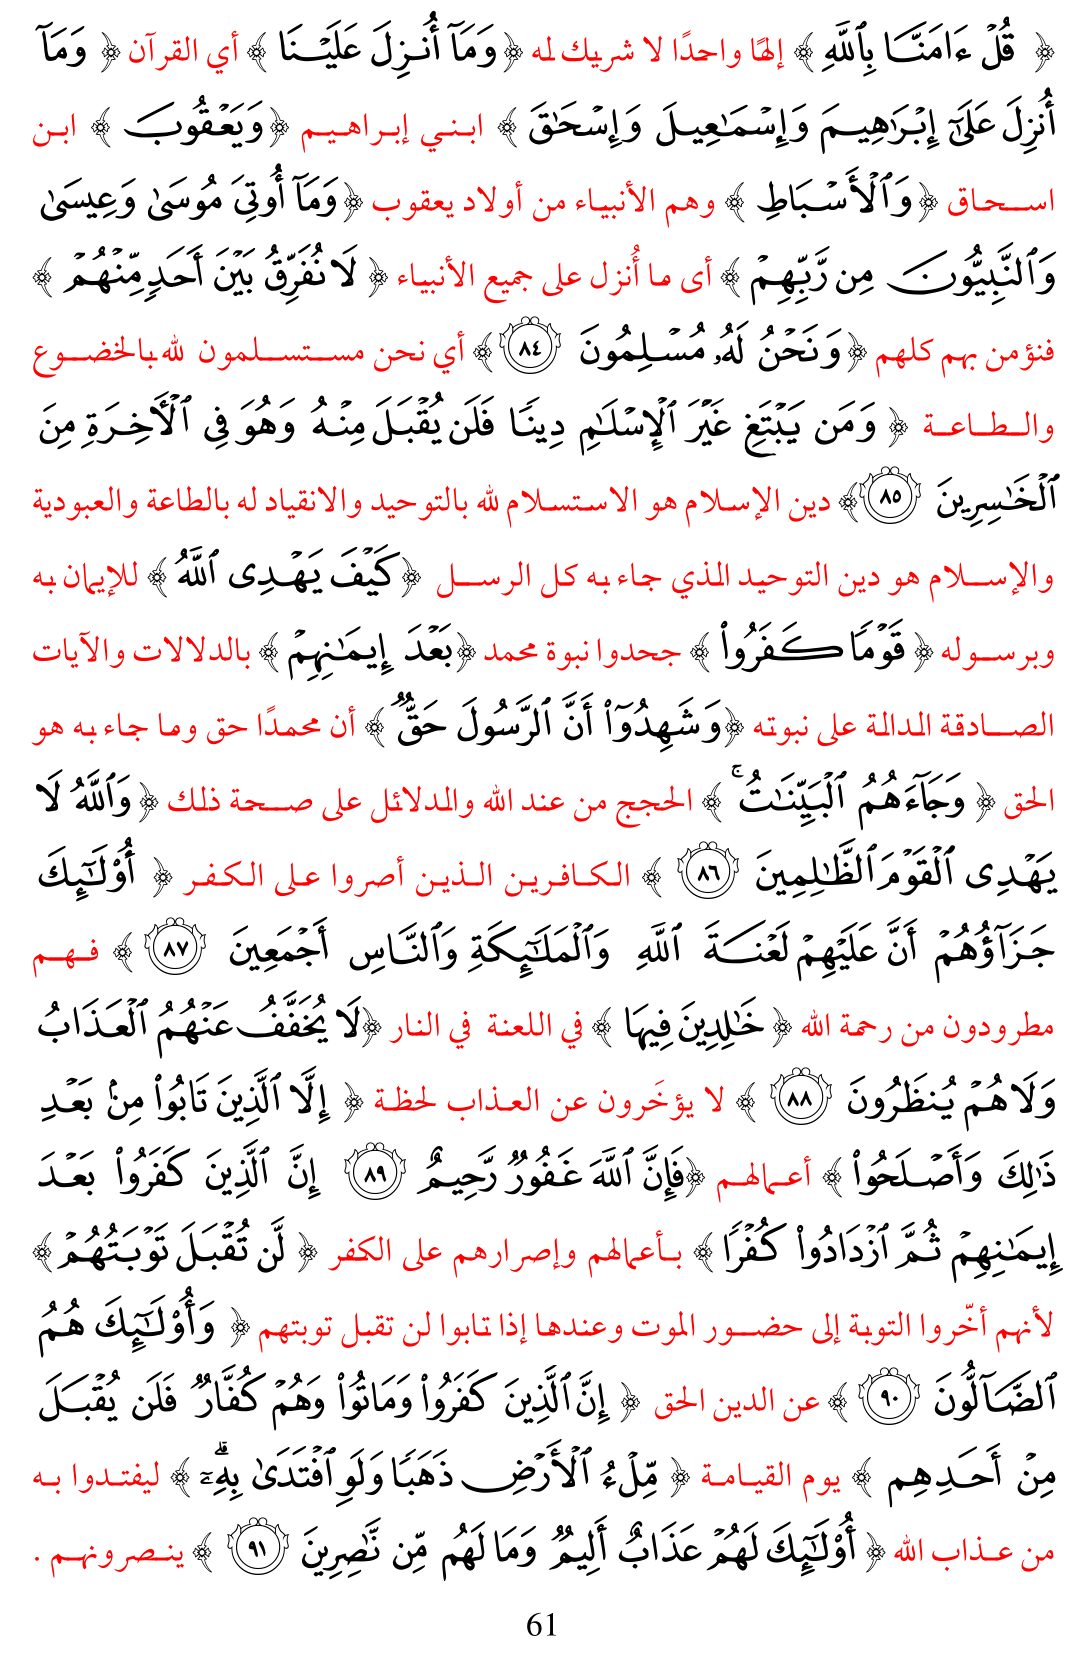 ﴿ قُلْ ءَامَنَّا بِٱللَّهِ ﴾ إلهًا واحدًا لا شريك له ﴿وَمَآ أُنزِلَ عَلَيْنَا ﴾ أي القرآن ﴿ وَمَآ
أُنزِلَ عَلَىٰٓ إِبْرَٰهِيمَ وَإِسْمَٰعِيلَ وَإِسْحَٰقَ ﴾ ابني إبراهيم ﴿وَيَعْقُوبَ ﴾ ابن
اسحاق ﴿وَٱلْأَسْبَاطِ ﴾ وهم الأنبياء من أولاد يعقوب ﴿وَمَآ أُوتِىَ مُوسَىٰ وَعِيسَىٰ
وَٱلنَّبِيُّونَ مِن رَّبِّهِمْ ﴾ أى ما أُنزل على جميع الأنبياء ﴿ لَا نُفَرِّقُ بَيْنَ أَحَدٍ مِّنْهُمْ ﴾
فنؤمن بهم كلهم ﴿وَنَحْنُ لَهُۥ مُسْلِمُونَ ٨٤﴾ أي نحن مستسلمون لله بالخضوع
والطاعة ﴿ وَمَن يَبْتَغِ غَيْرَ ٱلْإِسْلَٰمِ دِينًا فَلَن يُقْبَلَ مِنْهُ وَهُوَ فِى ٱلْأَخِرَةِ مِنَ
ٱلْخَٰسِرِينَ ٨٥﴾ دين الإسلام هو الاستسلام لله بالتوحيد والانقياد له بالطاعة والعبودية
والإسلام هو دين التوحيد الذي جاء به كل الرسل ﴿كَيْفَ يَهْدِى ٱللَّهُ ﴾ للإيمان به
وبرسوله ﴿ قَوْمًا كَفَرُوا۟ ﴾ جحدوا نبوة محمد ﴿بَعْدَ إِيمَٰنِهِمْ ﴾ بالدلالات والآيات
الصادقة الدالة على نبوته ﴿وَشَهِدُوٓا۟ أَنَّ ٱلرَّسُولَ حَقٌّ ﴾ أن محمدًا حق وما جاء به هو
الحق ﴿ وَجَآءَهُمُ ٱلْبَيِّنَٰتُ ۚ ﴾ الحجج من عند الله والدلائل على صحة ذلك ﴿وَٱللَّهُ لَا
يَهْدِى ٱلْقَوْمَ ٱلظَّٰلِمِينَ ٨٦ ﴾ الكافرين الذين أصروا على الكفر ﴿ أُو۟لَٰٓئِكَ
جَزَآؤُهُمْ أَنَّ عَلَيْهِمْ لَعْنَةَ ٱللَّهِ وَٱلْمَلَٰٓئِكَةِ وَٱلنَّاسِ أَجْمَعِينَ ٨٧ ﴾ فهم
مطرودون من رحمة الله ﴿ خَٰلِدِينَ فِيهَا ﴾ في اللعنة في النار ﴿لَا يُخَفَّفُ عَنْهُمُ ٱلْعَذَابُ
وَلَا هُمْ يُنظَرُونَ ٨٨ ﴾ لا يؤخَرون عن العذاب لحظة ﴿ إِلَّا ٱلَّذِينَ تَابُوا۟ مِنۢ بَعْدِ
ذَٰلِكَ وَأَصْلَحُوا۟ ﴾ أعمالهم ﴿فَإِنَّ ٱللَّهَ غَفُورٌ رَّحِيمٌ ٨٩ إِنَّ ٱلَّذِينَ كَفَرُوا۟ بَعْدَ
إِيمَٰنِهِمْ ثُمَّ ٱزْدَادُوا۟ كُفْرًا ﴾ بأعمالهم وإصرارهم على الكفر ﴿ لَّن تُقْبَلَ تَوْبَتُهُمْ﴾
لأنهم أخّروا التوبة إلى حضور الموت وعندها إذا تابوا لن تقبل توبتهم ﴿ وَأُو۟لَٰٓئِكَ هُمُ
ٱلضَّآلُّونَ ٩٠ ﴾ عن الدين الحق ﴿ إِنَّ ٱلَّذِينَ كَفَرُوا۟ وَمَاتُوا۟ وَهُمْ كُفَّارٌ فَلَن يُقْبَلَ
مِنْ أَحَدِهِم ﴾ يوم القيامة ﴿ مِّلْءُ ٱلْأَرْضِ ذَهَبًا وَلَوِ ٱفْتَدَىٰ بِهِۦٓ ۗ ﴾ ليفتدوا به
من عذاب الله ﴿ أُو۟لَٰٓئِكَ لَهُمْ عَذَابٌ أَلِيمٌ وَمَا لَهُم مِّن نَّٰصِرِينَ ٩١ ﴾ ينصرونهم .
61